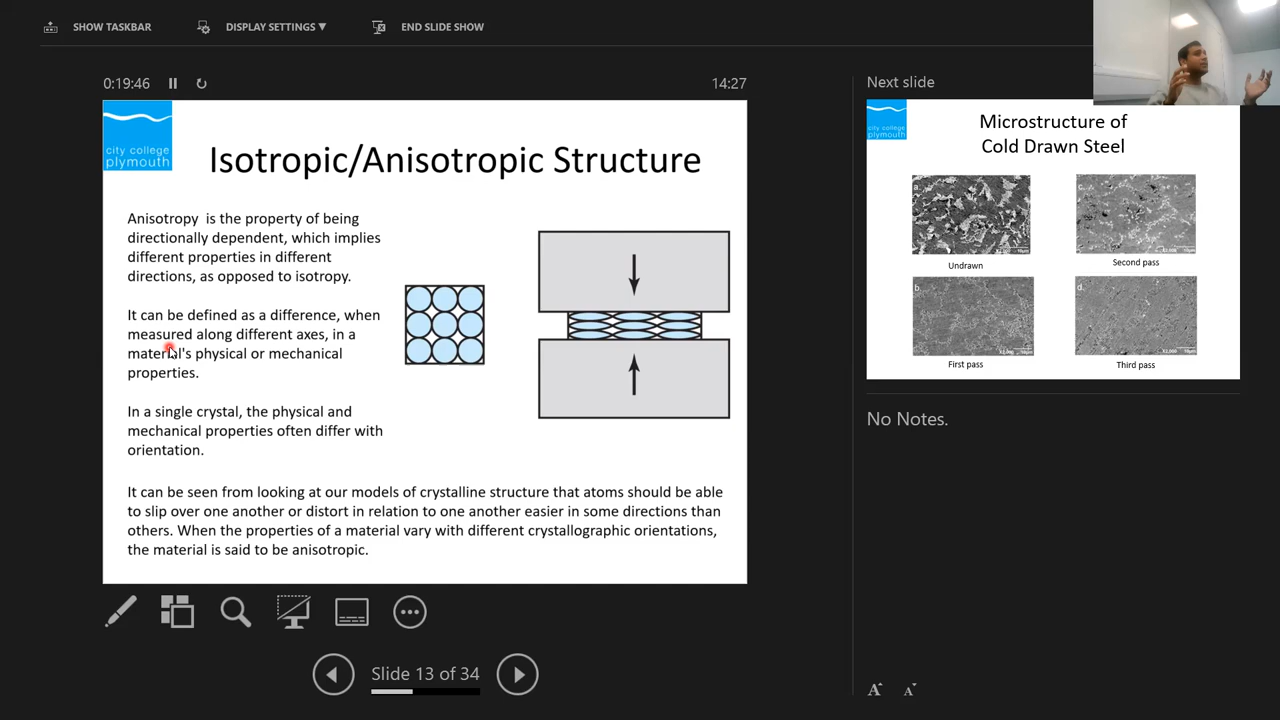 SHOW TASKBAR
DISPLAY SETTINGS ▼
END SLIDE SHOW
0:19:46
14:27
city college
plymouth
Isotropic/Anisotropic Structure
Anisotropy is the property of being
directionally dependent, which implies
different properties in different
directions, as opposed to isotropy.
It can be defined as a difference, when
measured along different axes, in a
material's physical or mechanical
properties.
In a single crystal, the physical and
mechanical properties often differ with
orientation.
It can be seen from looking at our models of crystalline structure that atoms should be able
to slip over one another or distort in relation to one another easier in some directions than
others. When the properties of a material vary with different crystallographic orientations,
the material is said to be anisotropic.
Slide 13 of 34
Next slide
city college
plymouth
Microstructure of
Cold Drawn Steel
a.
Undrawn
c.
Second pass
b.
First pass
d.
Third pass
No Notes.
A
A